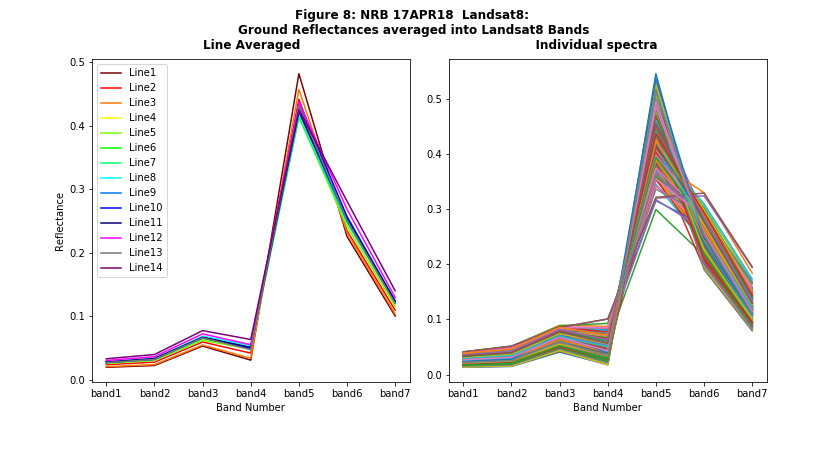 Figure 8: NRB 17APR18 Landsat8:
Ground Reflectances averaged into Landsat8 Bands
Line Averaged
Individual spectra
0.5
0.4
0.3
0.2
0.1
0.0
Reflectance
Line1
Line2
Line3
Line4
Line5
Line6
Line7
Line8
Line9
Line10
Line11
Line12
Line13
Line14
band1 band2 band3 band4 band5 band6 band7
Band Number
0.5
0.4
0.3
0.2
0.1
0.0
band1 band2 band3 band4 band5 band6 band7
Band Number